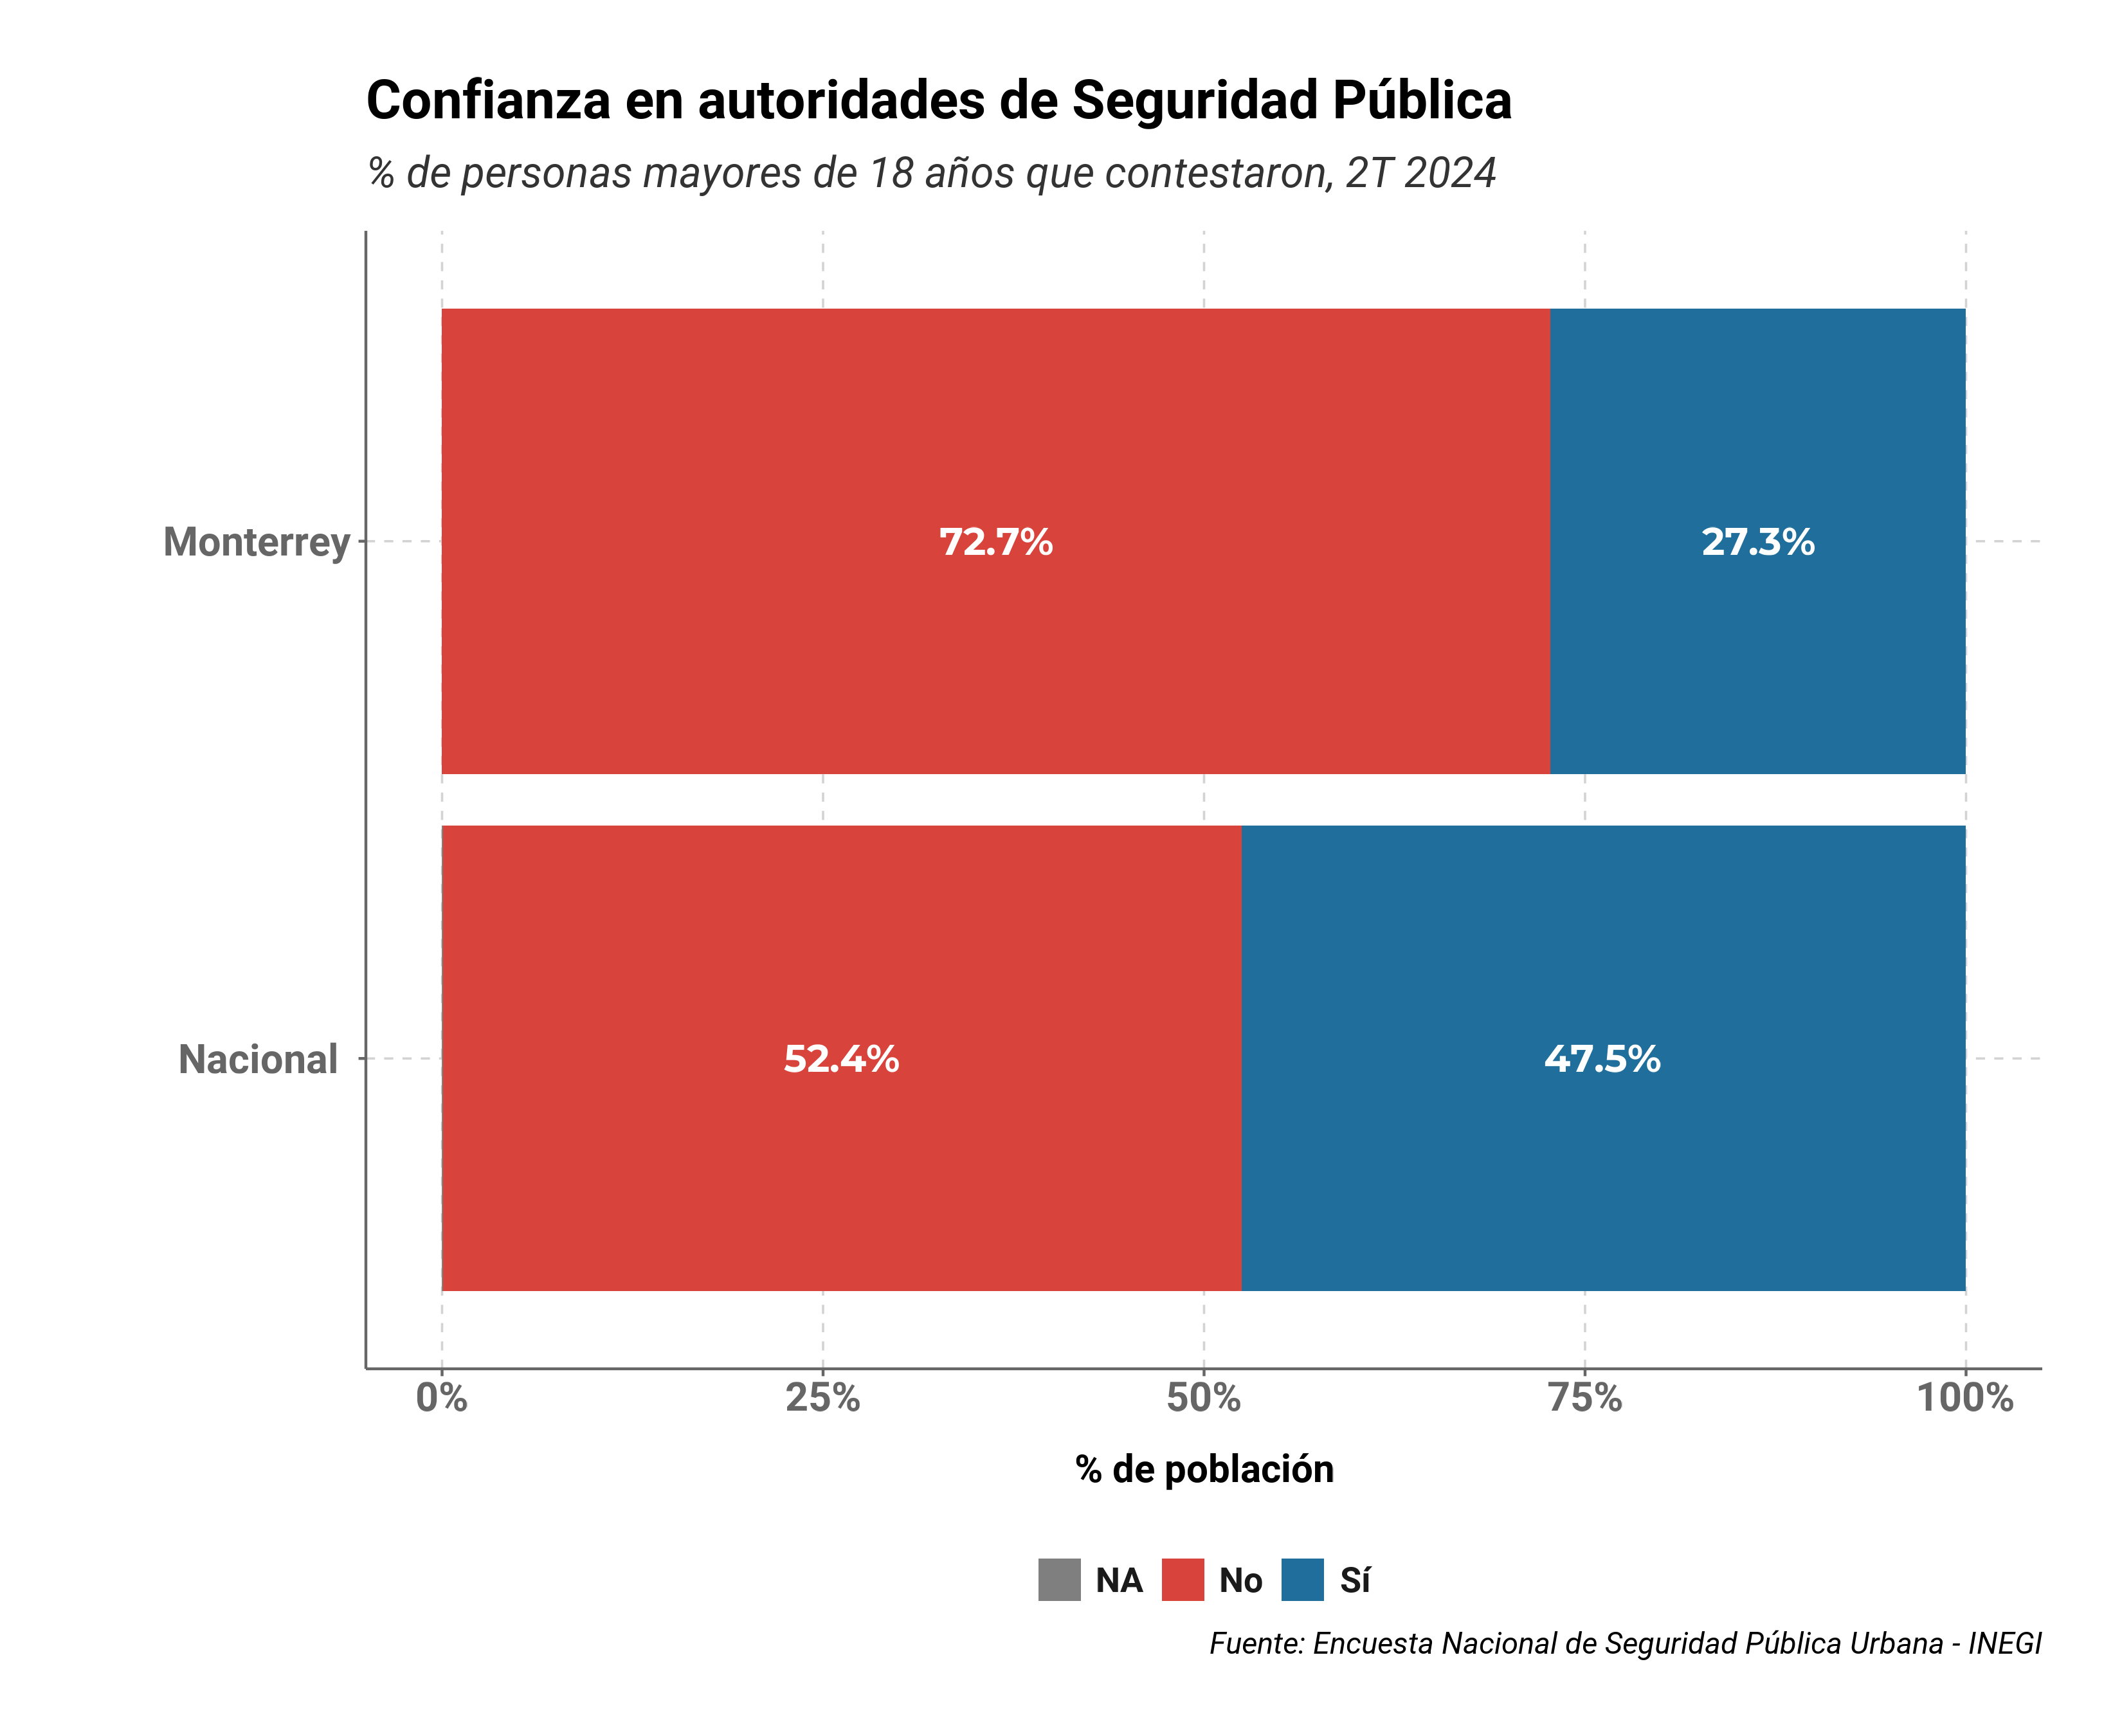 Confianza en autoridades de Seguridad Pública
% de personas mayores de 18 años que contestaron, 2T 2024
Monterrey
72.7%
27.3%
Nacional
52.4%
47.5%
0%
25%
50%
75%
100%
% de población
NA
No
Sí
Fuente: Encuesta Nacional de Seguridad Pública Urbana - INEGI